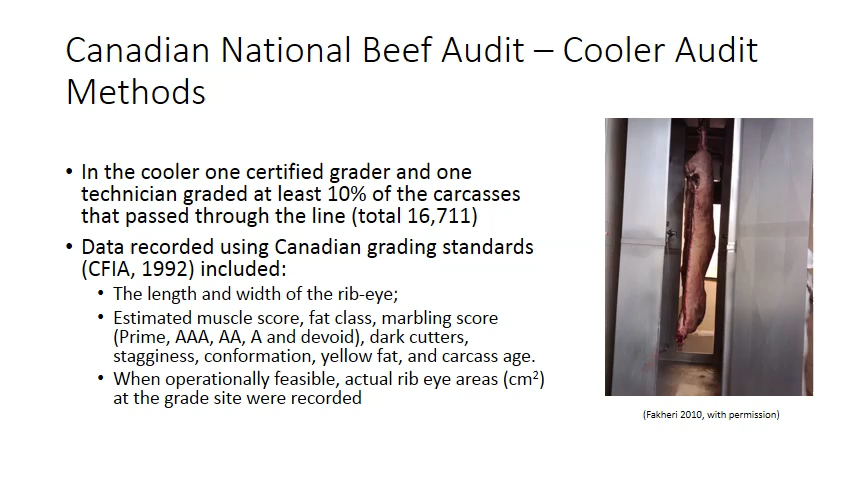 Canadian National Beef Audit – Cooler Audit
Methods
• In the cooler one certified grader and one
technician graded at least 10% of the carcasses
that passed through the line (total 16,711)
• Data recorded using Canadian grading standards
(CFIA, 1992) included:
• The length and width of the rib-eye;
• Estimated muscle score, fat class, marbling score
(Prime, AAA, AA, A and devoid), dark cutters,
stagginess, conformation, yellow fat, and carcass age.
• When operationally feasible, actual rib eye areas (cm²)
at the grade site were recorded
(Fakheri 2010, with permission)